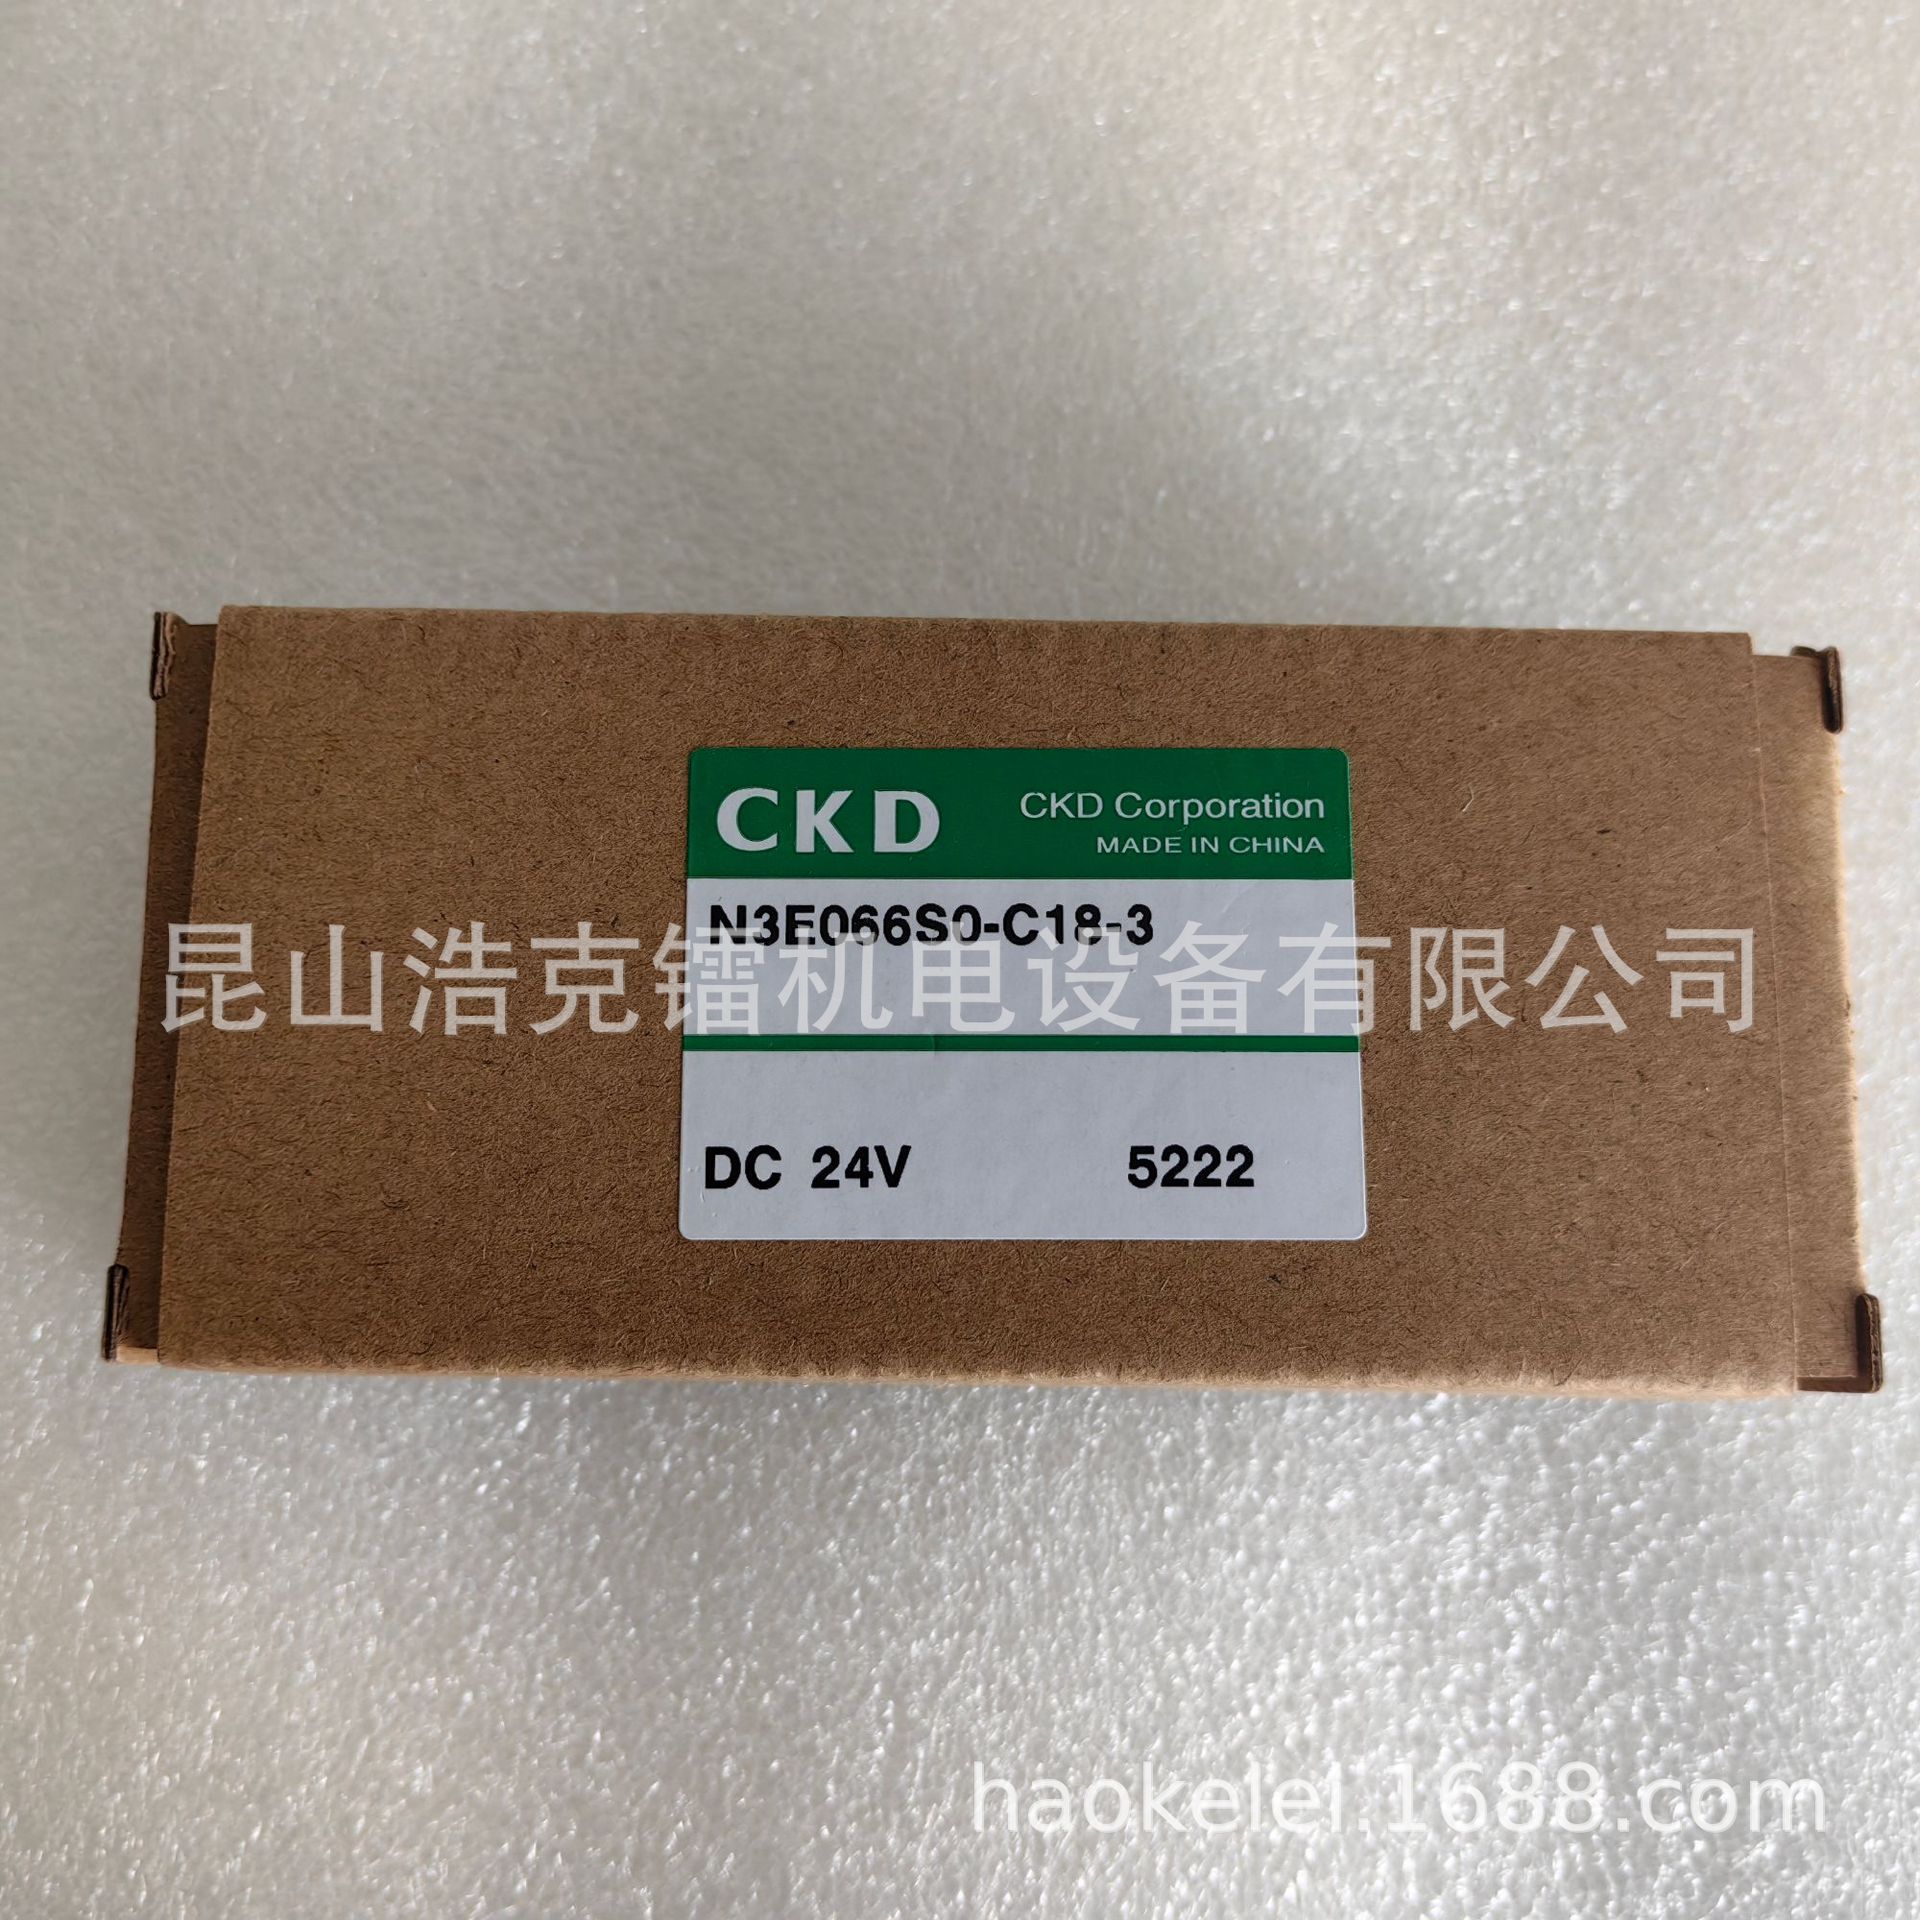 CKD
CKD Corporation
MADE IN CHINA
N3E066S0-C18-3
昆山浩克镭机电设备有限公司
DC 24V 5222
haokelei.1688.com